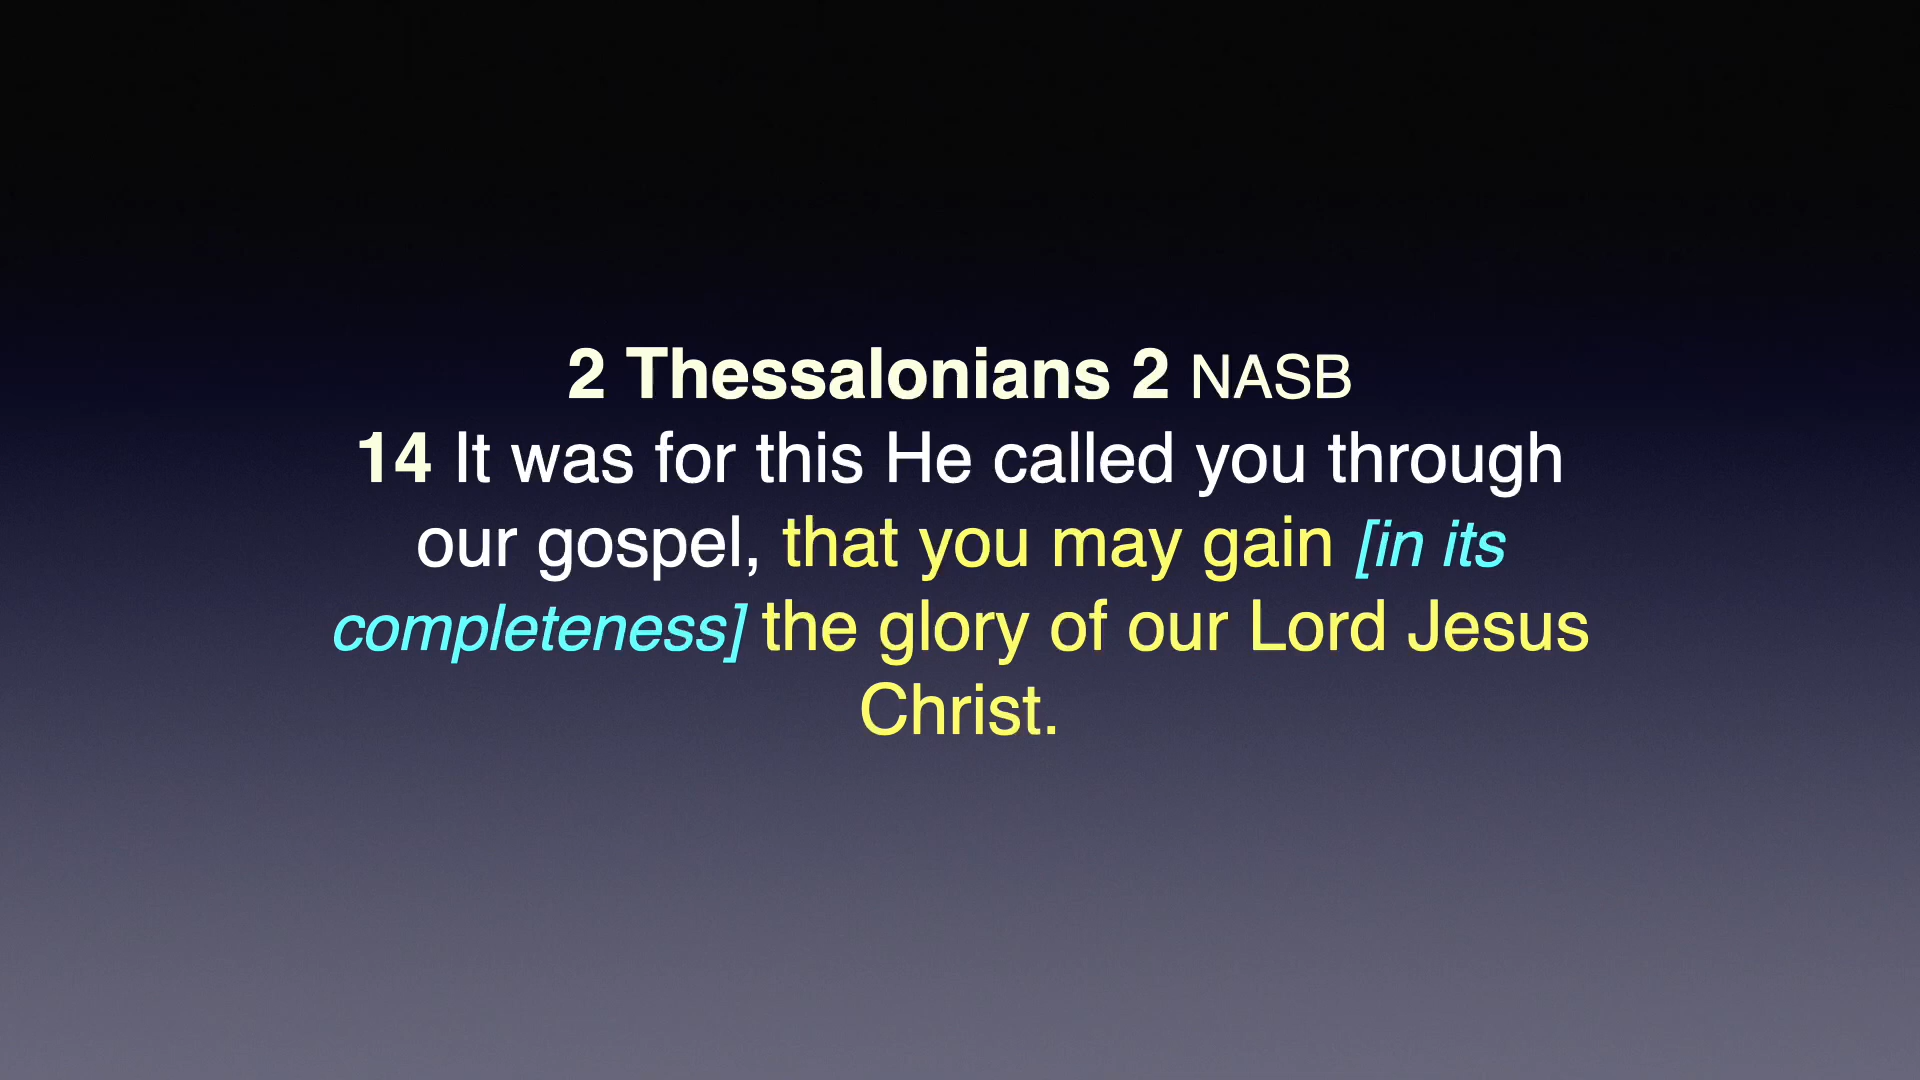 2 Thessalonians 2 NASB
14 It was for this He called you through
our gospel, that you may gain [in its
completeness] the glory of our Lord Jesus
Christ.